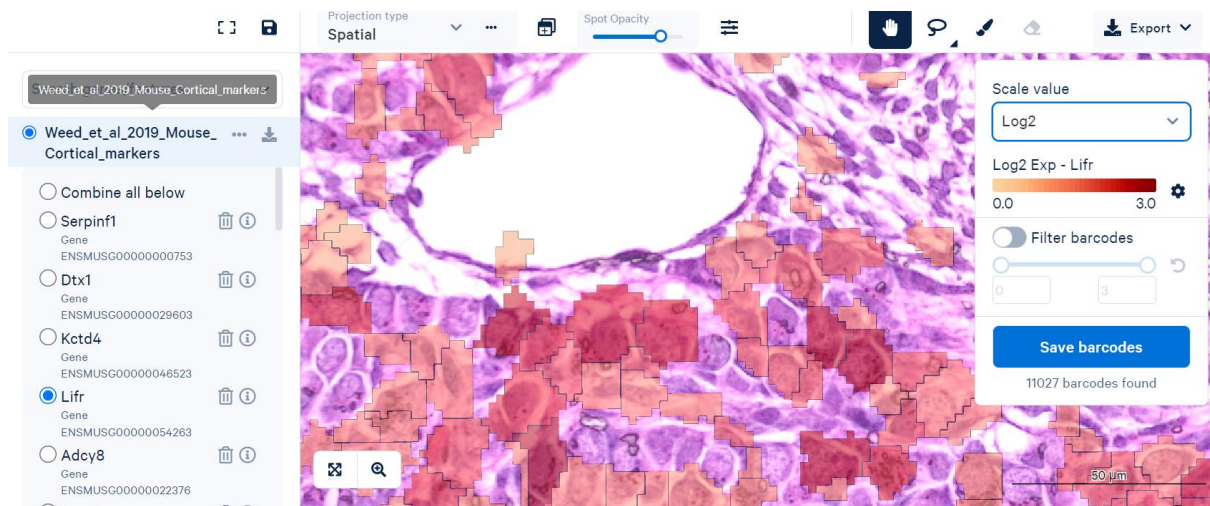 Projection type
Spatial
Spot Opacity
Export
Weed_et_al_2019_Mouse_Cortical_markers
Weed_et_al_2019_Mouse_
Cortical_markers
Combine all below
Serpinf1
Gene
ENSMUSG00000000753
Dtx1
Gene
ENSMUSG00000029603
Kctd4
Gene
ENSMUSG00000046523
Lifr
Gene
ENSMUSG00000054263
Adcy8
Gene
ENSMUSG00000022376
Scale value
Log2
Log2 Exp - Lifr
0.0 3.0
Filter barcodes
0 3
Save barcodes
11027 barcodes found
50 µm